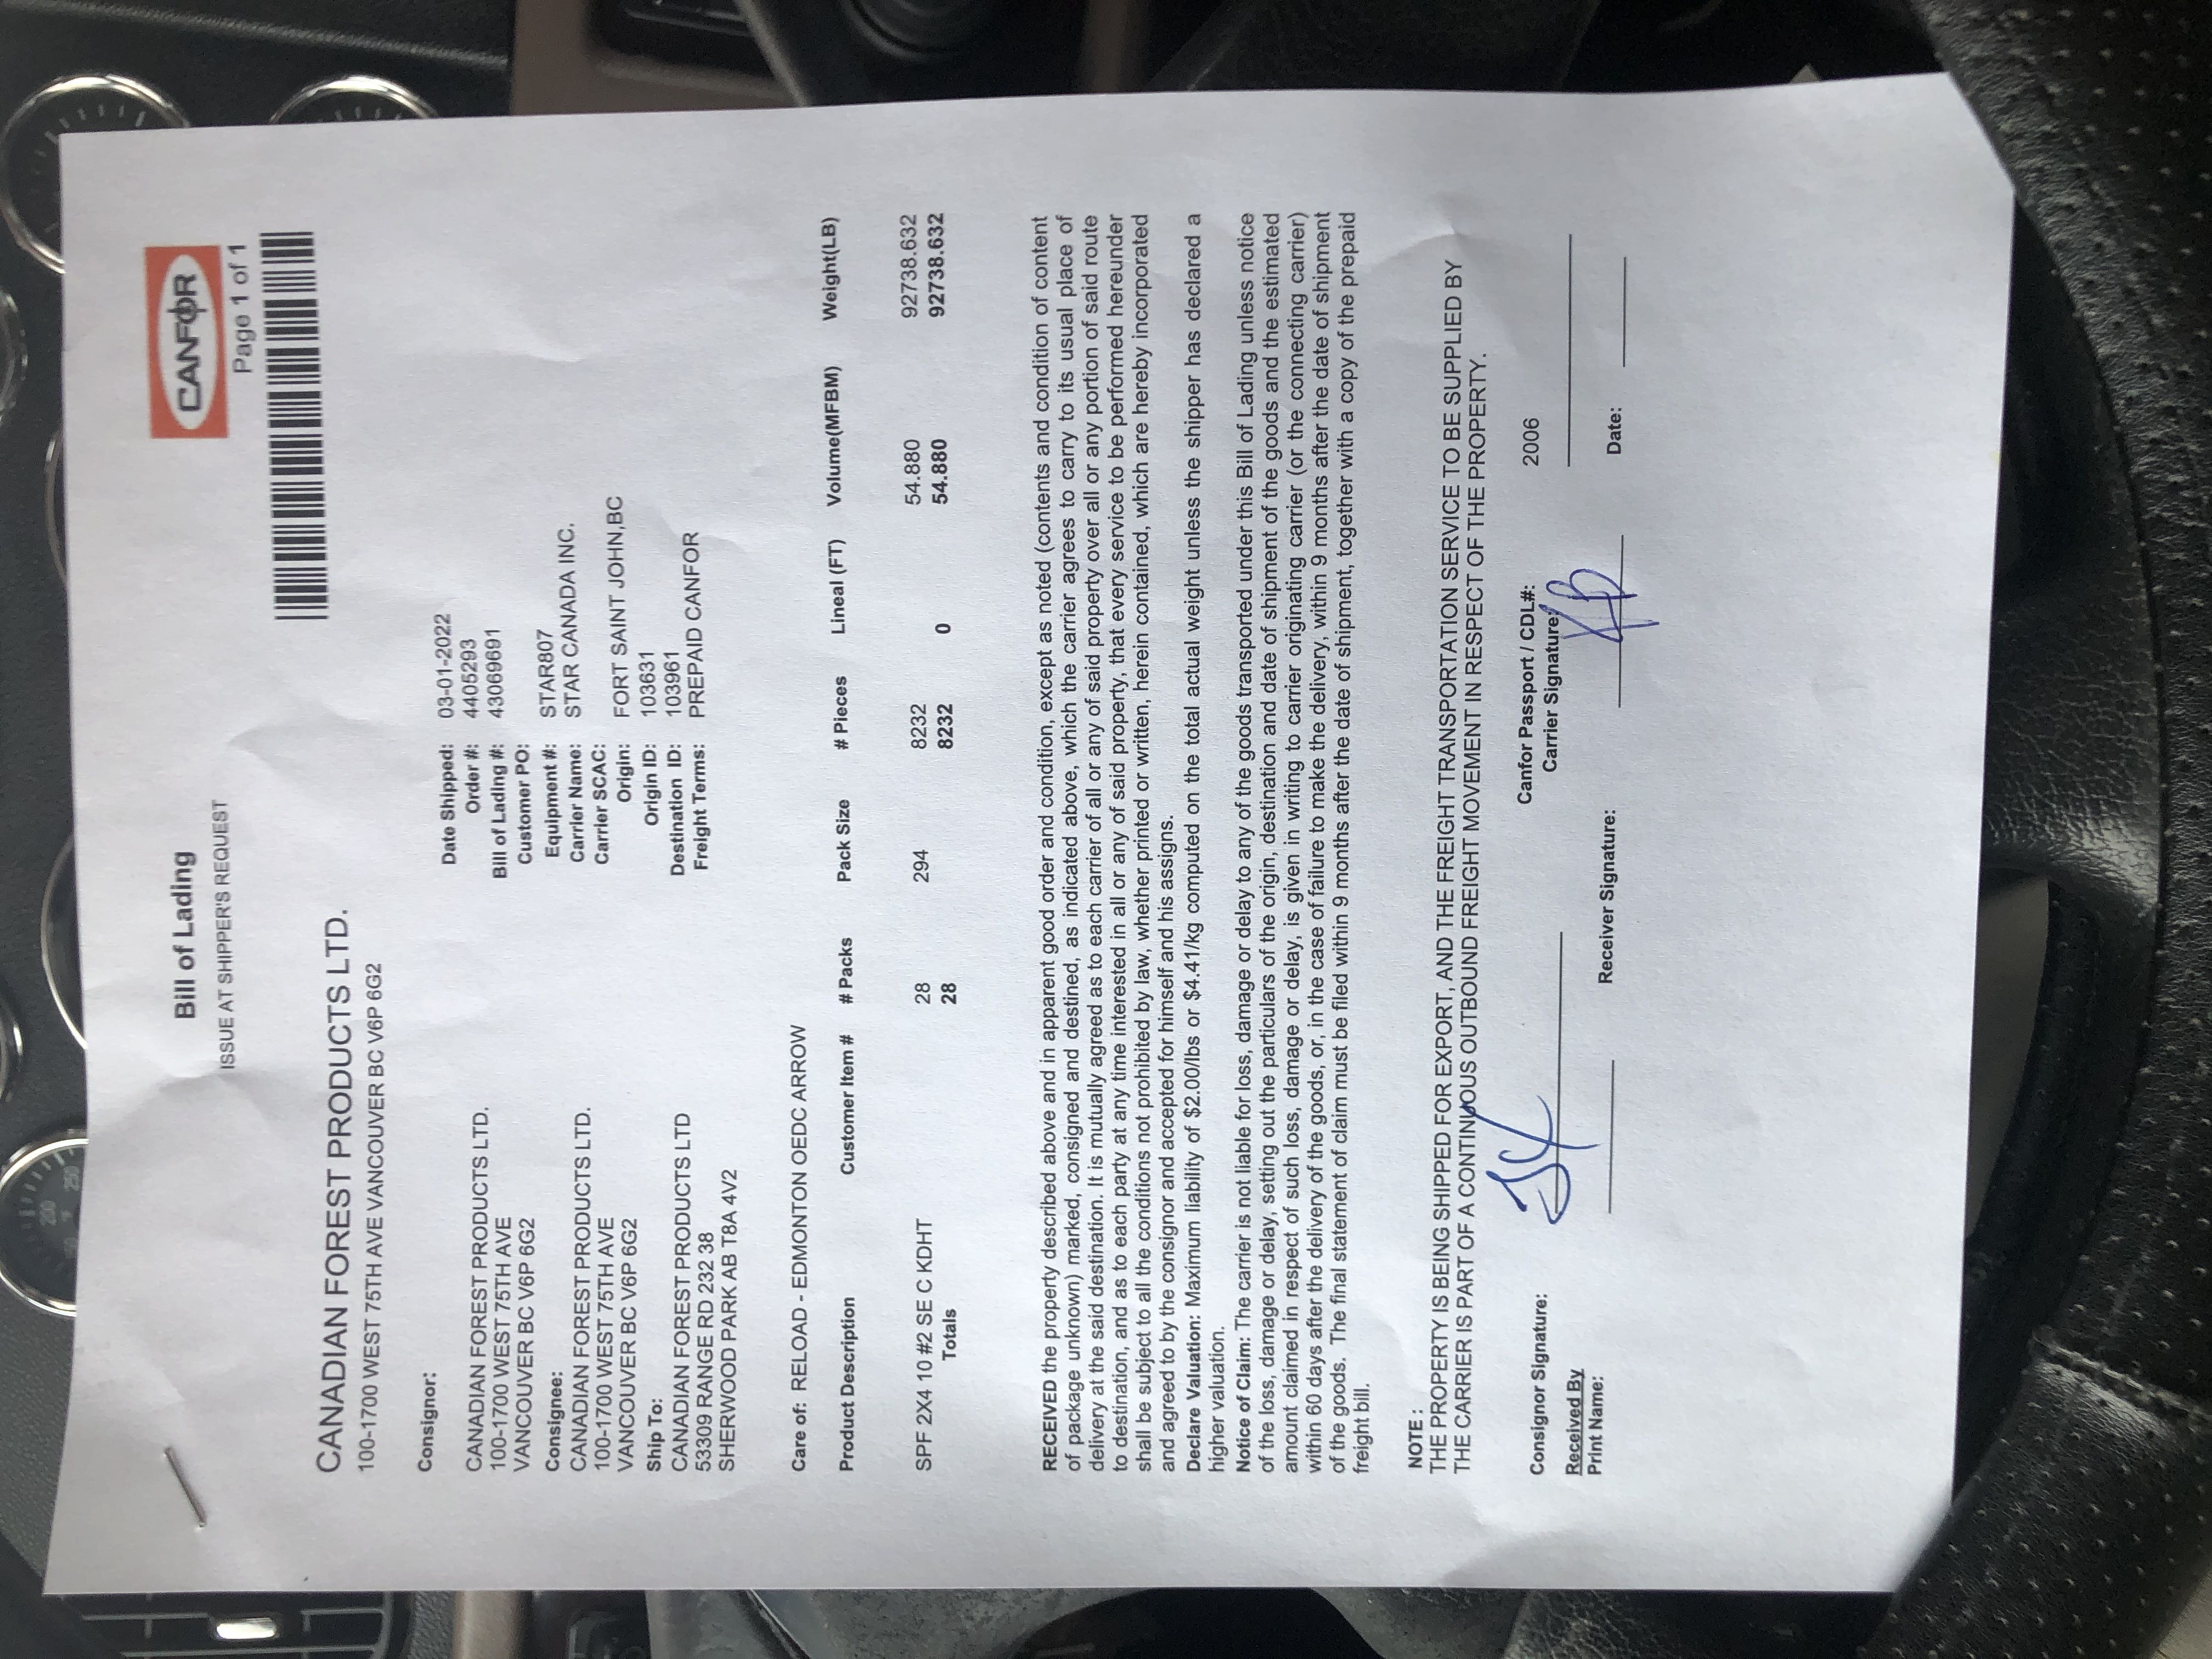 200
250
Bill of Lading
ISSUE AT SHIPPER'S REQUEST
CANFOR
Page 1 of 1
CANADIAN FOREST PRODUCTS LTD.
100-1700 WEST 75TH AVE VANCOUVER BC V6P 6G2
Consignor:
CANADIAN FOREST PRODUCTS LTD.
100-1700 WEST 75TH AVE
VANCOUVER BC V6P 6G2
Consignee:
CANADIAN FOREST PRODUCTS LTD.
100-1700 WEST 75TH AVE
VANCOUVER BC V6P 6G2
Ship To:
CANADIAN FOREST PRODUCTS LTD
53309 RANGE RD 232 38
SHERWOOD PARK AB T8A 4V2
Date Shipped: 03-01-2022
Order #: 4405293
Bill of Lading #: 43069691
Customer PO:
Equipment #: STAR807
Carrier Name: STAR CANADA INC.
Carrier SCAC:
Origin: FORT SAINT JOHN,BC
Origin ID: 103631
Destination ID: 103961
Freight Terms: PREPAID CANFOR
Care of: RELOAD - EDMONTON OEDC ARROW
Product Description Customer Item # # Packs Pack Size # Pieces Lineal (FT) Volume(MFBM) Weight(LB)
SPF 2X4 10 #2 SE C KDHT 28 294 8232 54.880 92738.632
Totals 28 8232 0 54.880 92738.632
RECEIVED the property described above and in apparent good order and condition, except as noted (contents and condition of content
of package unknown) marked, consigned and destined, as indicated above, which the carrier agrees to carry to its usual place of
delivery at the said destination. It is mutually agreed as to each carrier of all or any of said property over all or any portion of said route
to destination, and as to each party at any time interested in all or any of said property, that every service to be performed hereunder
shall be subject to all the conditions not prohibited by law, whether printed or written, herein contained, which are hereby incorporated
and agreed to by the consignor and accepted for himself and his assigns.
Declare Valuation: Maximum liability of $2.00/lbs or $4.41/kg computed on the total actual weight unless the shipper has declared a
higher valuation.
Notice of Claim: The carrier is not liable for loss, damage or delay to any of the goods transported under this Bill of Lading unless notice
of the loss, damage or delay, setting out the particulars of the origin, destination and date of shipment of the goods and the estimated
amount claimed in respect of such loss, damage or delay, is given in writing to carrier originating carrier (or the connecting carrier)
within 60 days after the delivery of the goods, or, in the case of failure to make the delivery, within 9 months after the date of shipment
of the goods. The final statement of claim must be filed within 9 months after the date of shipment, together with a copy of the prepaid
freight bill.
NOTE :
THE PROPERTY IS BEING SHIPPED FOR EXPORT, AND THE FREIGHT TRANSPORTATION SERVICE TO BE SUPPLIED BY
THE CARRIER IS PART OF A CONTINUOUS OUTBOUND FREIGHT MOVEMENT IN RESPECT OF THE PROPERTY.
Consignor Signature:
Canfor Passport / CDL#: 2006
Carrier Signature:
KB
Received By
Print Name:
Receiver Signature:
Date: